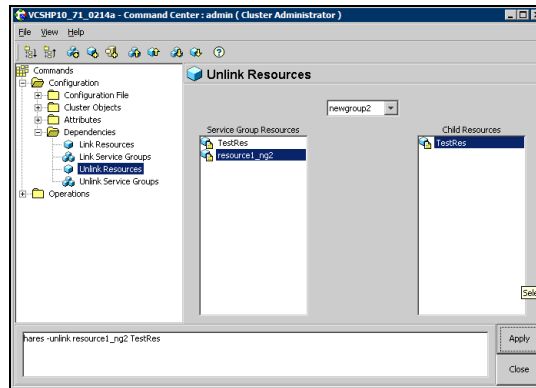 VCSHP10_71_0214a - Command Center : admin ( Cluster Administrator )
File View Help
Commands
Configuration
Configuration File
Cluster Objects
Attributes
Dependencies
Link Resources
Link Service Groups
Unlink Resources
Unlink Service Groups
Operations
Unlink Resources
newgroup2
Service Group Resources
TestRes
resource1_ng2
Child Resources
TestRes
hares -unlink resource1_ng2 TestRes
Apply
Close